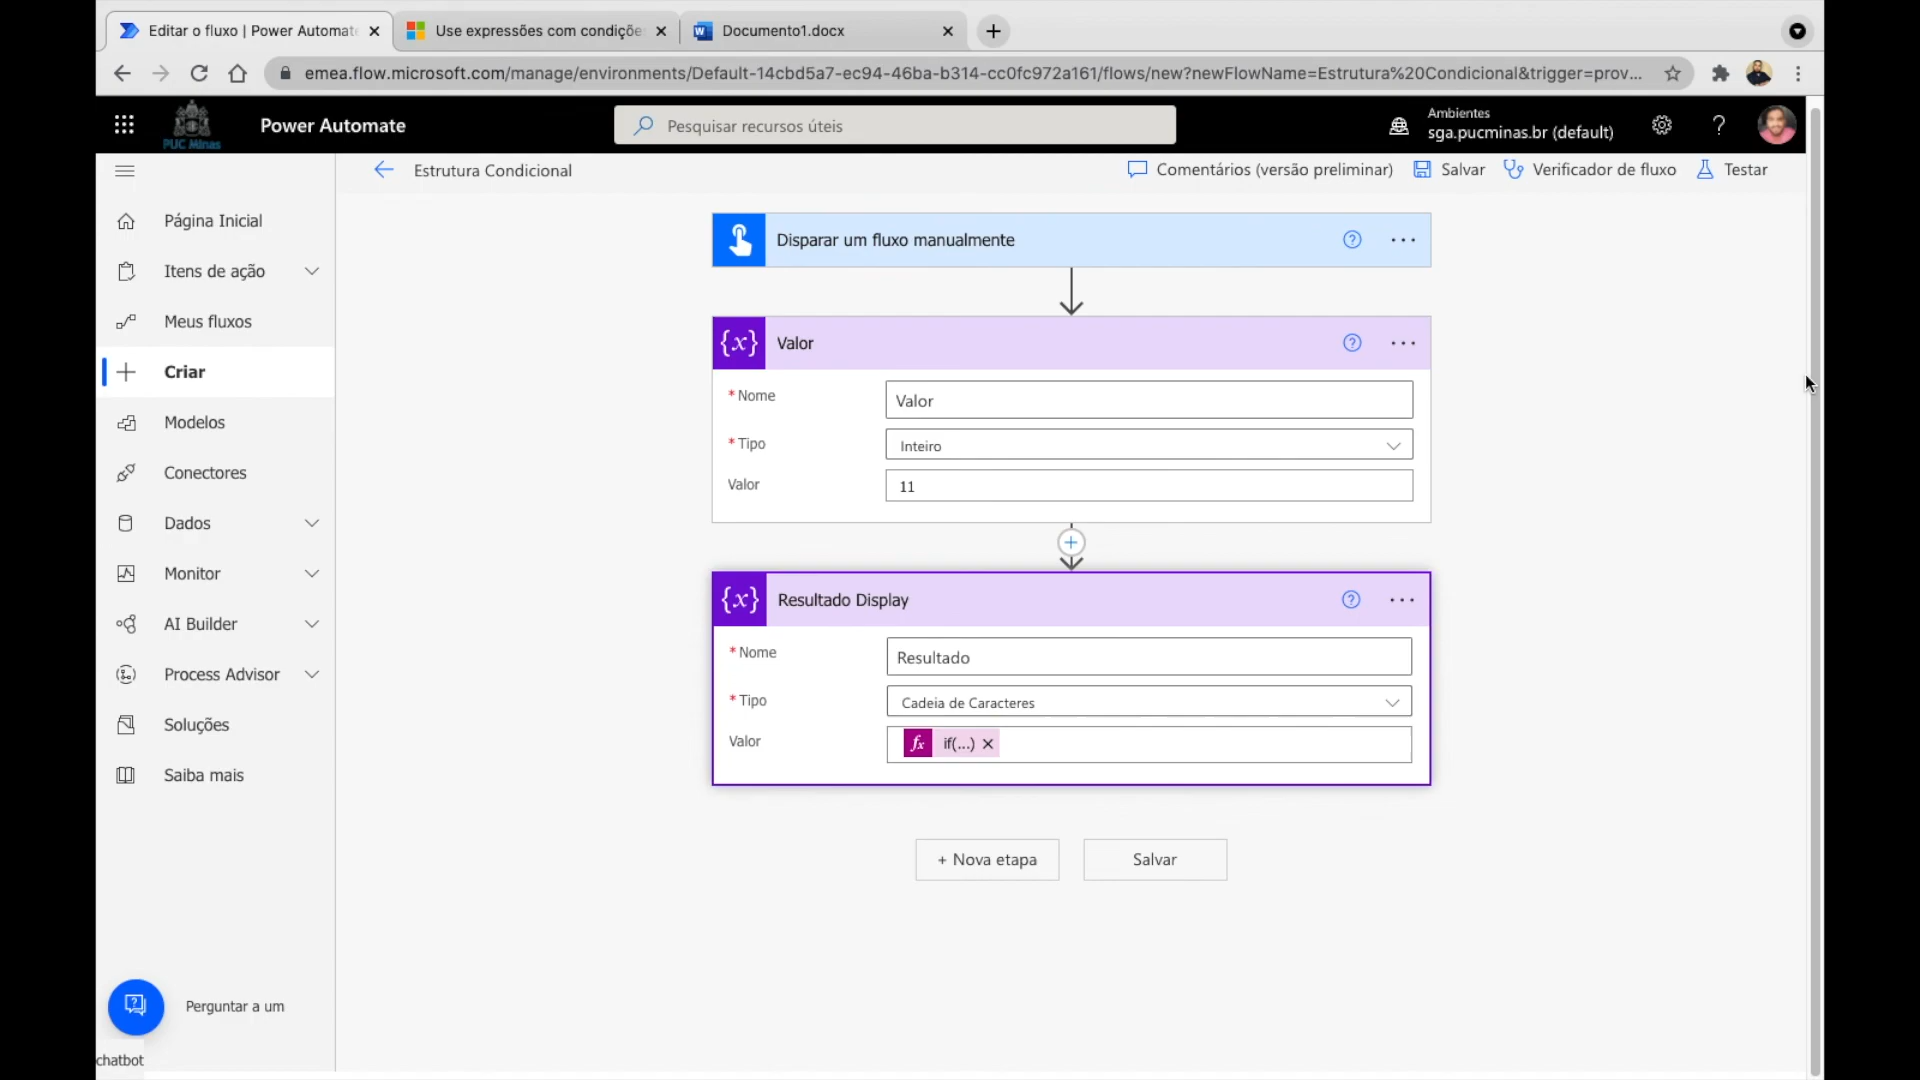 Editar o fluxo | Power Automate
Use expressões com condiçõe
Documento1.docx
emea.flow.microsoft.com/manage/environments/Default-14cbd5a7-ec94-46ba-b314-cc0fc972a161/flows/new?newFlowName=Estrutura%20Condicional&trigger=prov...
PUC Minas
Power Automate
Pesquisar recursos úteis
Ambientes
sga.pucminas.br (default)
?
Estrutura Condicional
Comentários (versão preliminar)
Salvar
Verificador de fluxo
Testar
Página Inicial
Itens de ação
Meus fluxos
Criar
Modelos
Conectores
Dados
Monitor
AI Builder
Process Advisor
Soluções
Saiba mais
Perguntar a um
chatbot
Disparar um fluxo manualmente
{x} Valor
* Nome
Valor
* Tipo
Inteiro
Valor
11
{x} Resultado Display
* Nome
Resultado
* Tipo
Cadeia de Caracteres
Valor
fx if(...)
+ Nova etapa
Salvar